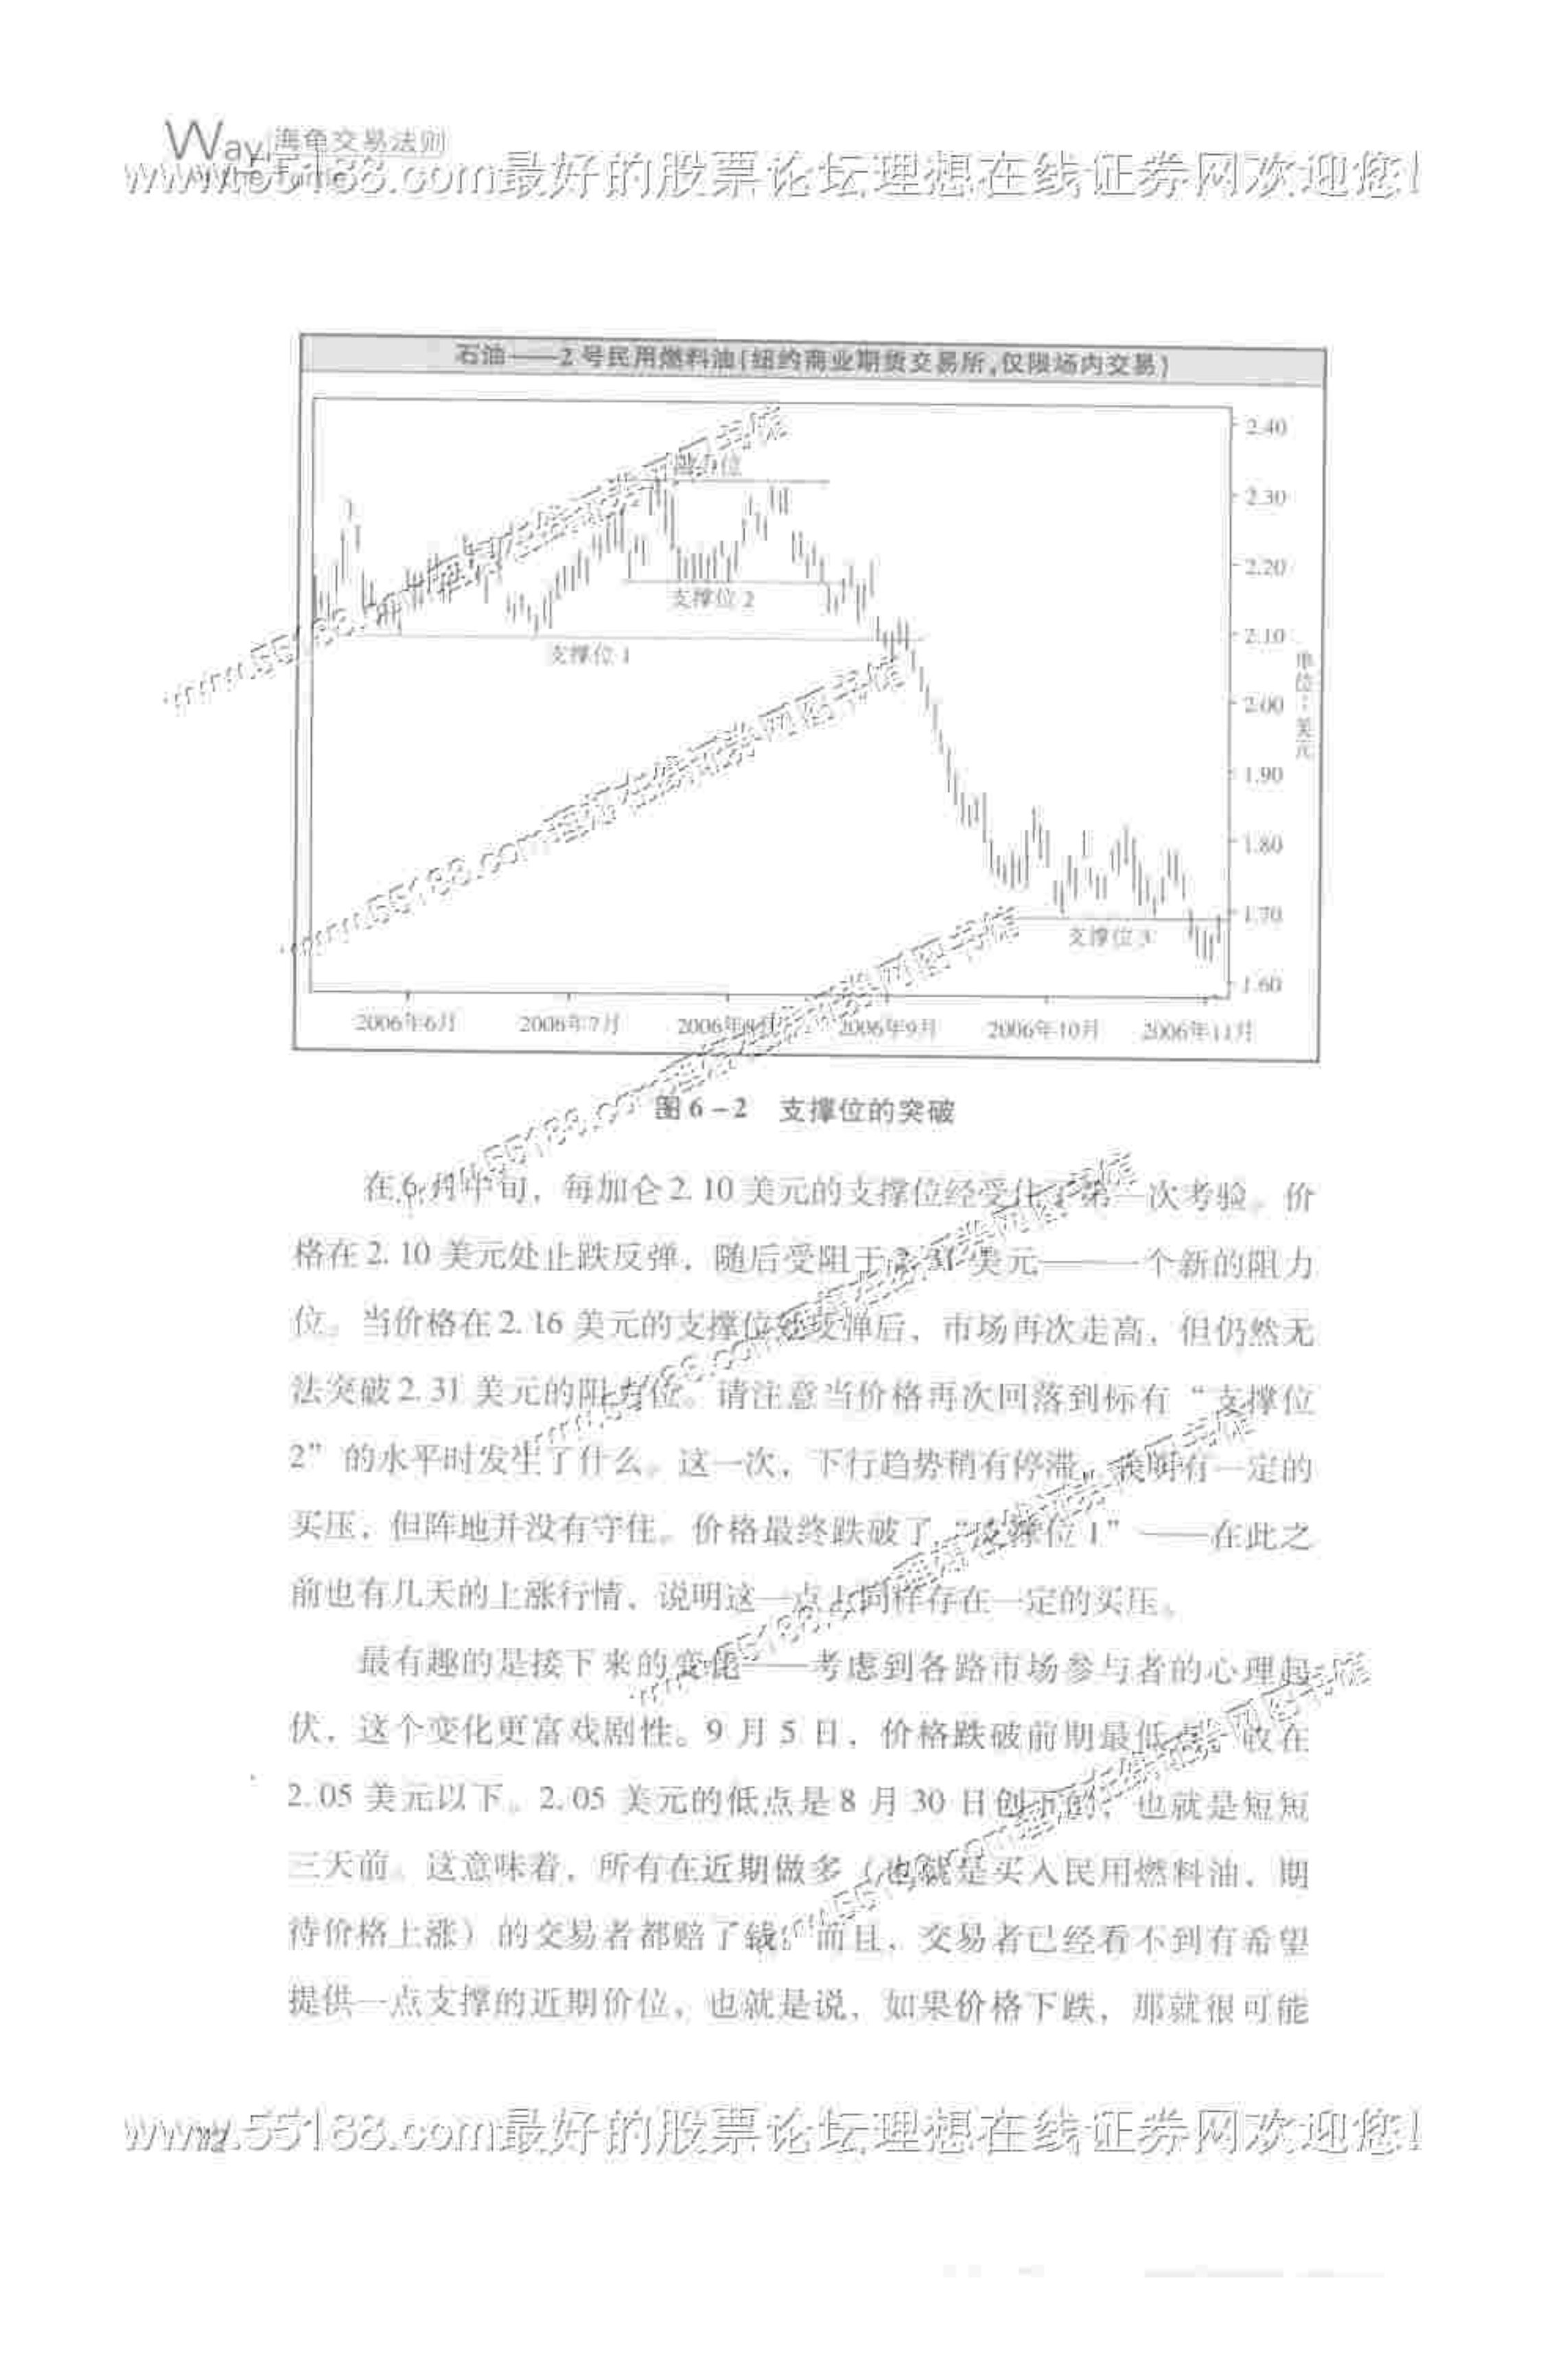 Way
海龟交易法则
www.55188.com最好的股票论坛理想在线证券网欢迎您!
石油——2号民用燃料油(纽约商业期货交易所,仅限场内交易)
2.40
阻力位
2.30
2.20
支撑位2
2.10
支撑位1
单位:美元
2.00
1.90
1.80
1.70
支撑位3
1.60
2006年6月 2006年7月 2006年8月 2006年9月 2006年10月 2006年11月
图6-2 支撑位的突破
在6月中旬,每加仑2.10美元的支撑位经受住了第一次考验。价
格在2.10美元处止跌反弹,随后受阻于2.31美元——一个新的阻力
位。当价格在2.16美元的支撑位处反弹后,市场再次走高,但仍然无
法突破2.31美元的阻力位。请注意当价格再次回落到标有“支撑位
2”的水平时发生了什么。这一次,下行趋势稍有停滞,表明有一定的
买压,但阵地并没有守住。价格最终跌破了“支撑位1”——在此之
前也有几天的上涨行情,说明这一点上同样存在一定的买压。
最有趣的是接下来的变化——考虑到各路市场参与者的心理起
伏,这个变化更富戏剧性。9月5日,价格跌破前期最低点,收在
2.05美元以下。2.05美元的低点是8月30日创下的,也就是短短
三天前。这意味着,所有在近期做多(也就是买入民用燃料油,期
待价格上涨)的交易者都赔了钱。而且,交易者已经看不到有希望
提供一点支撑的近期价位,也就是说,如果价格下跌,那就很可能
www.55188.com最好的股票论坛理想在线证券网欢迎您!